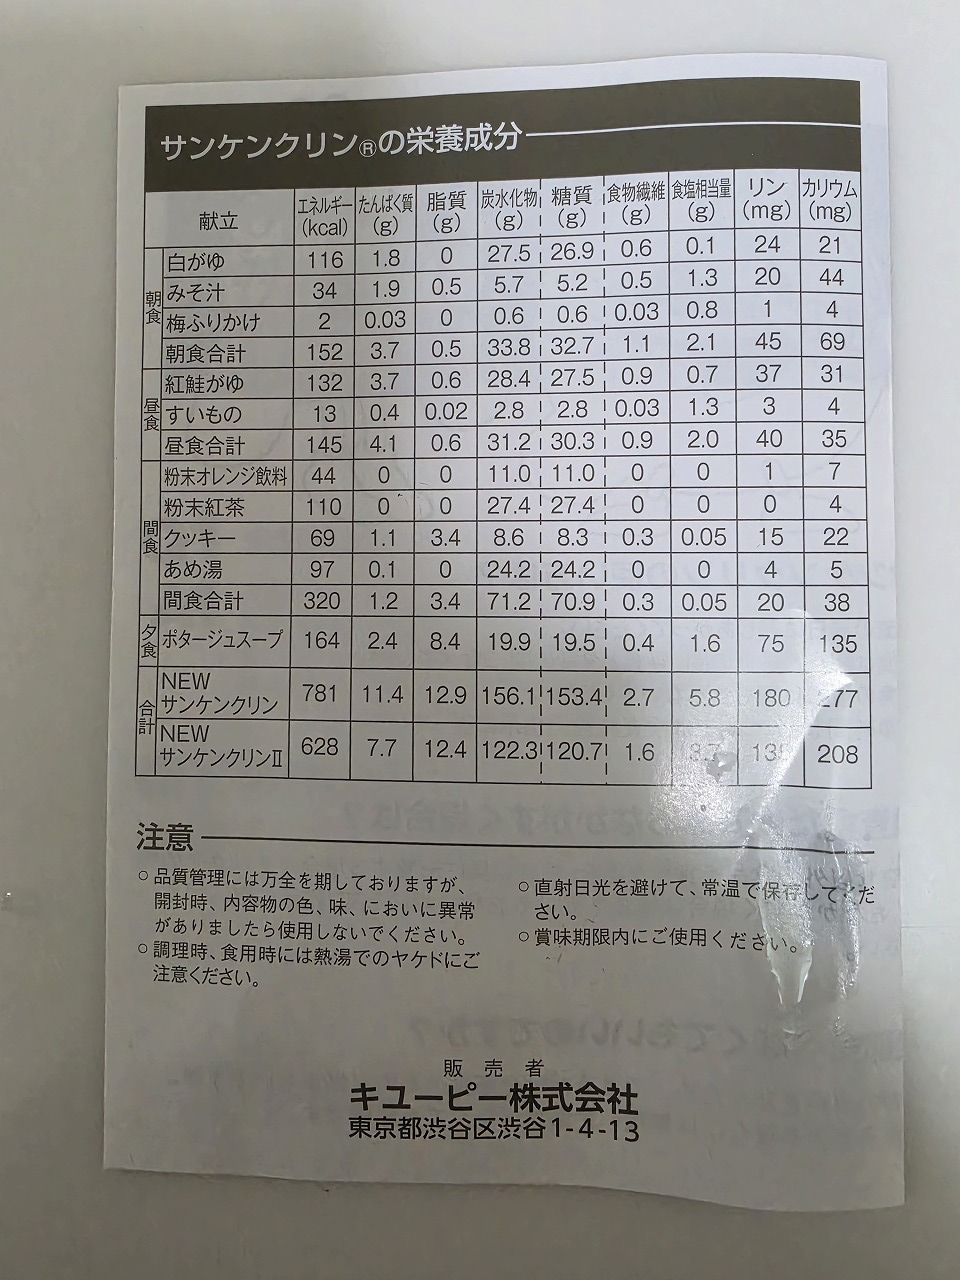 サンケンクリン®の栄養成分
献立 エネルギー(kcal) たんぱく質(g) 脂質(g) 炭水化物(g) 糖質(g) 食物繊維(g) 食塩相当量(g) リン(mg) カリウム(mg)
朝食
白がゆ 116 1.8 0 27.5 26.9 0.6 0.1 24 21
みそ汁 34 1.9 0.5 5.7 5.2 0.5 1.3 20 44
梅ふりかけ 2 0.03 0 0.6 0.6 0.03 0.8 1 4
朝食合計 152 3.7 0.5 33.8 32.7 1.1 2.1 45 69
昼食
紅鮭がゆ 132 3.7 0.6 28.4 27.5 0.9 0.7 37 31
すいもの 13 0.4 0.02 2.8 2.8 0.03 1.3 3 4
昼食合計 145 4.1 0.6 31.2 30.3 0.9 2.0 40 35
間食
粉末オレンジ飲料 44 0 0 11.0 11.0 0 0 1 7
粉末紅茶 110 0 0 27.4 27.4 0 0 0 4
クッキー 69 1.1 3.4 8.6 8.3 0.3 0.05 15 22
あめ湯 97 0.1 0 24.2 24.2 0 0 4 5
間食合計 320 1.2 3.4 71.2 70.9 0.3 0.05 20 38
夕食
ポタージュスープ 164 2.4 8.4 19.9 19.5 0.4 1.6 75 135
合計
NEW
サンケンクリン 781 11.4 12.9 156.1 153.4 2.7 5.8 180
NEW
サンケンクリンⅡ 628 7.7 12.4 122.3 120.7 1.6 3.7 208
注意
○品質管理には万全を期しておりますが、
開封時、内容物の色、味、においに異常
がありましたら使用しないでください。
○調理時、食用時には熱湯でのヤケドにご
注意ください。
○直射日光を避けて、常温で保存してくだ
さい。
○賞味期限内にご使用ください。
販売者
キユーピー株式会社
東京都渋谷区渋谷1-4-13